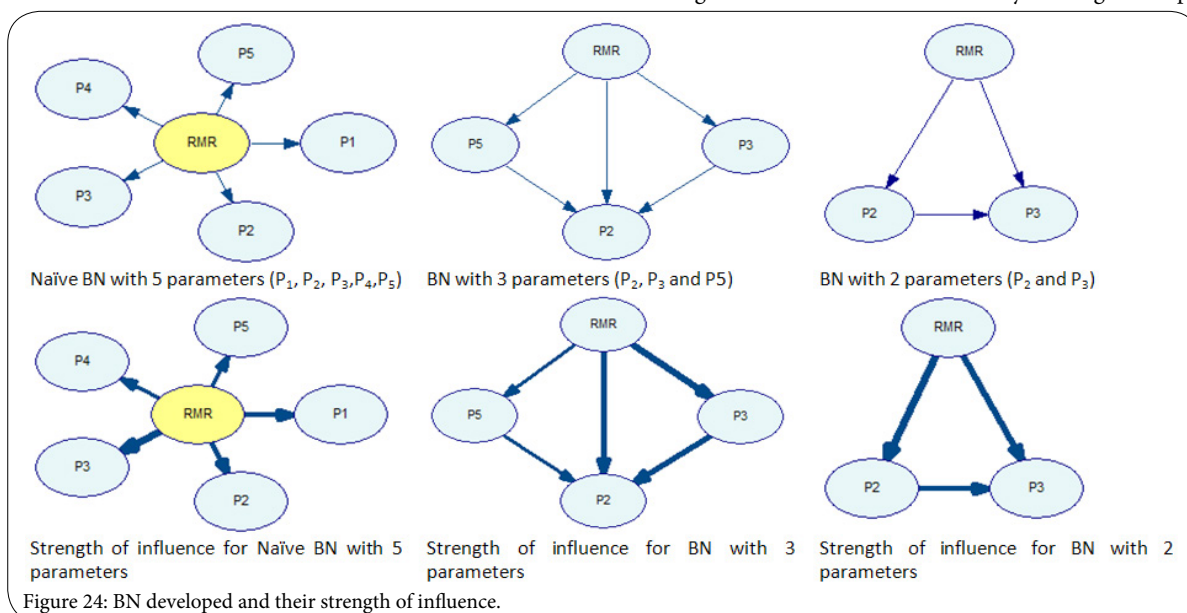 P5
P4
RMR
P1
P3
P2
Naïve BN with 5 parameters (P1, P2, P3,P4,P5)
RMR
P5
P3
P2
BN with 3 parameters (P2, P3 and P5)
RMR
P2
P3
BN with 2 parameters (P2 and P3)
P5
P4
RMR
P1
P3
P2
Strength of influence for Naïve BN with 5
parameters
RMR
P5
P3
P2
Strength of influence for BN with 3
parameters
RMR
P2
P3
Strength of influence for BN with 2
parameters
Figure 24: BN developed and their strength of influence.